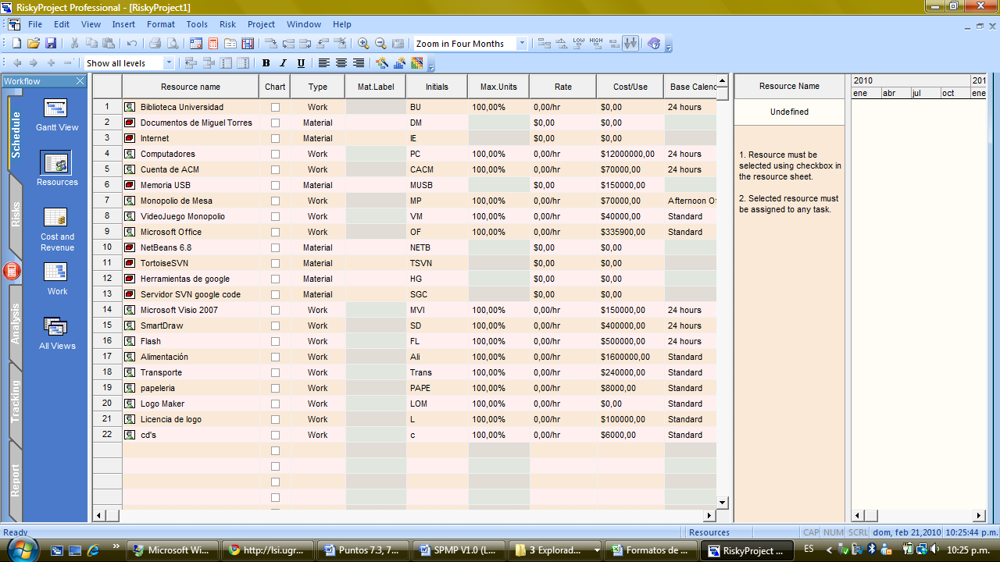 RiskyProject Professional - [RiskyProject1]
File Edit View Insert Format Tools Risk Project Window Help
Zoom in Four Months LOW HIGH
Show all levels B I U
Workflow
Schedule
Risks
Analysis
Tracking
Report
Gantt View
Resources
Cost and
Revenue
Work
All Views
Resource name Chart Type Mat.Label Initials Max.Units Rate Cost/Use Base Calend
1 Biblioteca Universidad Work BU 100,00% 0,00/hr $0,00 24 hours
2 Documentos de Miguel Torres Material DM $0,00 $0,00
3 Internet Material IE $0,00 $0,00
4 Computadores Work PC 100,00% 0,00/hr $12000000,00 24 hours
5 Cuenta de ACM Work CACM 100,00% 0,00/hr $70000,00 24 hours
6 Memoria USB Material MUSB $0,00 $150000,00
7 Monopolio de Mesa Work MP 100,00% 0,00/hr $70000,00 Afternoon Of
8 VideoJuego Monopolio Work VM 100,00% 0,00/hr $40000,00 Standard
9 Microsoft Office Work OF 100,00% 0,00/hr $335900,00 Standard
10 NetBeans 6.8 Material NETB $0,00 $0,00
11 TortoiseSVN Material TSVN $0,00 $0,00
12 Herramientas de google Material HG $0,00 $0,00
13 Servidor SVN google code Material SGC $0,00 $0,00
14 Microsoft Visio 2007 Work MVI 100,00% 0,00/hr $150000,00 24 hours
15 SmartDraw Work SD 100,00% 0,00/hr $400000,00 24 hours
16 Flash Work FL 100,00% 0,00/hr $500000,00 24 hours
17 Alimentación Work Ali 100,00% 0,00/hr $1600000,00 Standard
18 Transporte Work Trans 100,00% 0,00/hr $240000,00 Standard
19 papeleria Work PAPE 100,00% 0,00/hr $8000,00 Standard
20 Logo Maker Work LOM 100,00% 0,00/hr $0,00 Standard
21 Licencia de logo Work L 100,00% 0,00/hr $100000,00 Standard
22 cd's Work c 100,00% 0,00/hr $6000,00 Standard
Resource Name
Undefined
1. Resource must be
selected using checkbox in
the resource sheet.
2. Selected resource must
be assigned to any task.
2010 201
ene abr jul oct ene
Ready Resources CAP NUM SCRL dom, feb 21,2010 10:25:44 p.m.
Microsoft Wi... http://lsi.ugr... Puntos 7.3, 7... SPMP V1.0 (L... 3 Explorad... Formatos de ... RiskyProject ... ES 10:25 p.m.